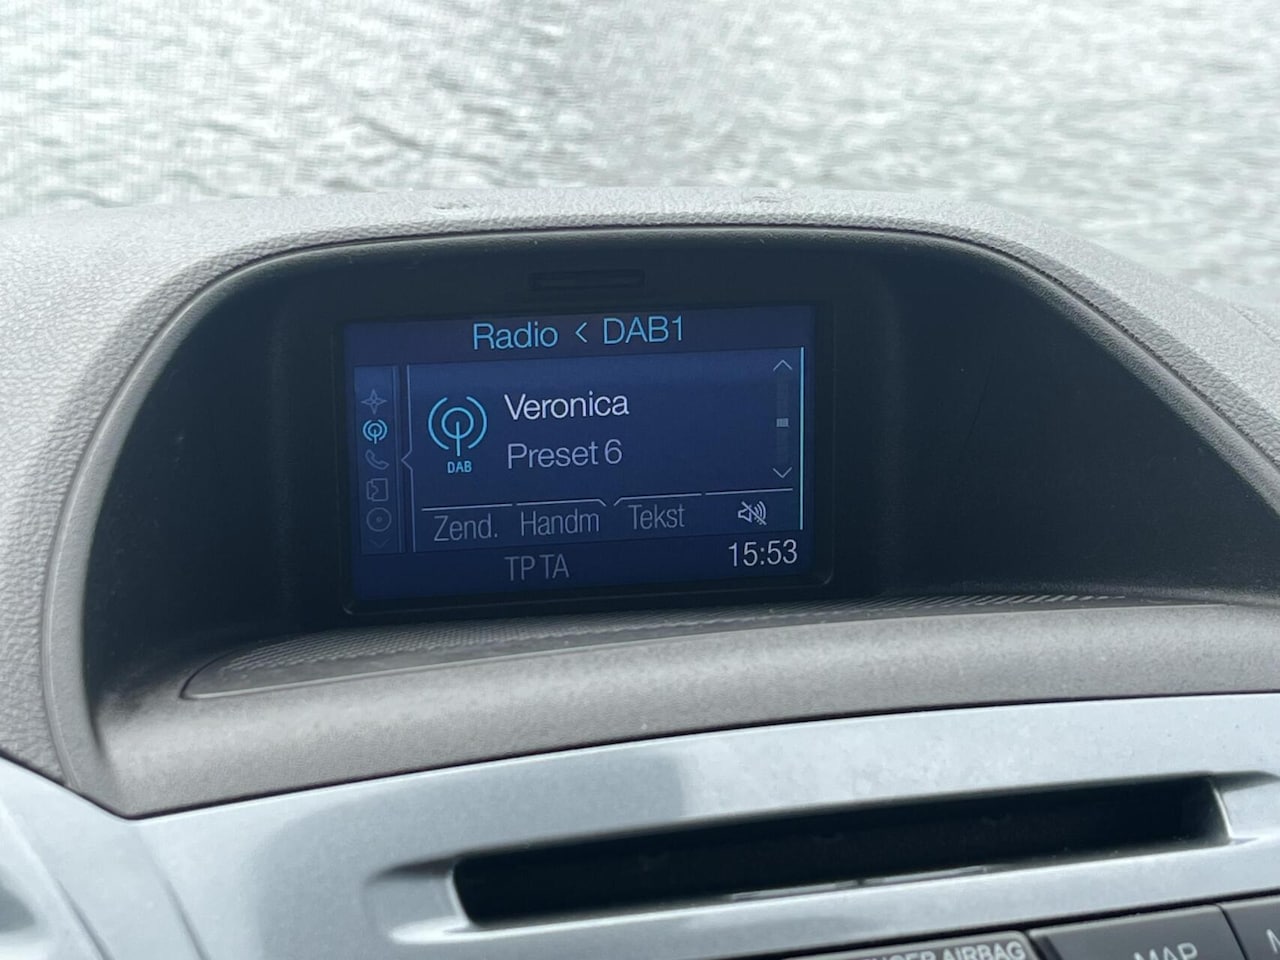 Radio < DAB1
Veronica
DAB
Preset 6
Zend. Handm Tekst
TP TA
15:53
AIRBAG
MAP